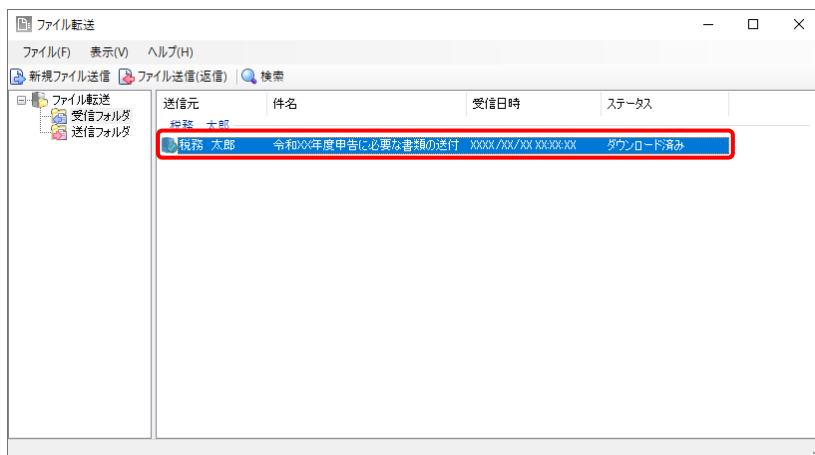 ファイル転送
ファイル(F) 表示(V) ヘルプ(H)
新規ファイル送信 ファイル送信(返信) 検索
ファイル転送
受信フォルダ
送信フォルダ
送信元 件名 受信日時 ステータス
税務 太郎
税務 太郎 令和XX年度申告に必要な書類の送付 XXXX/XX/XX XX:XX:XX ダウンロード済み